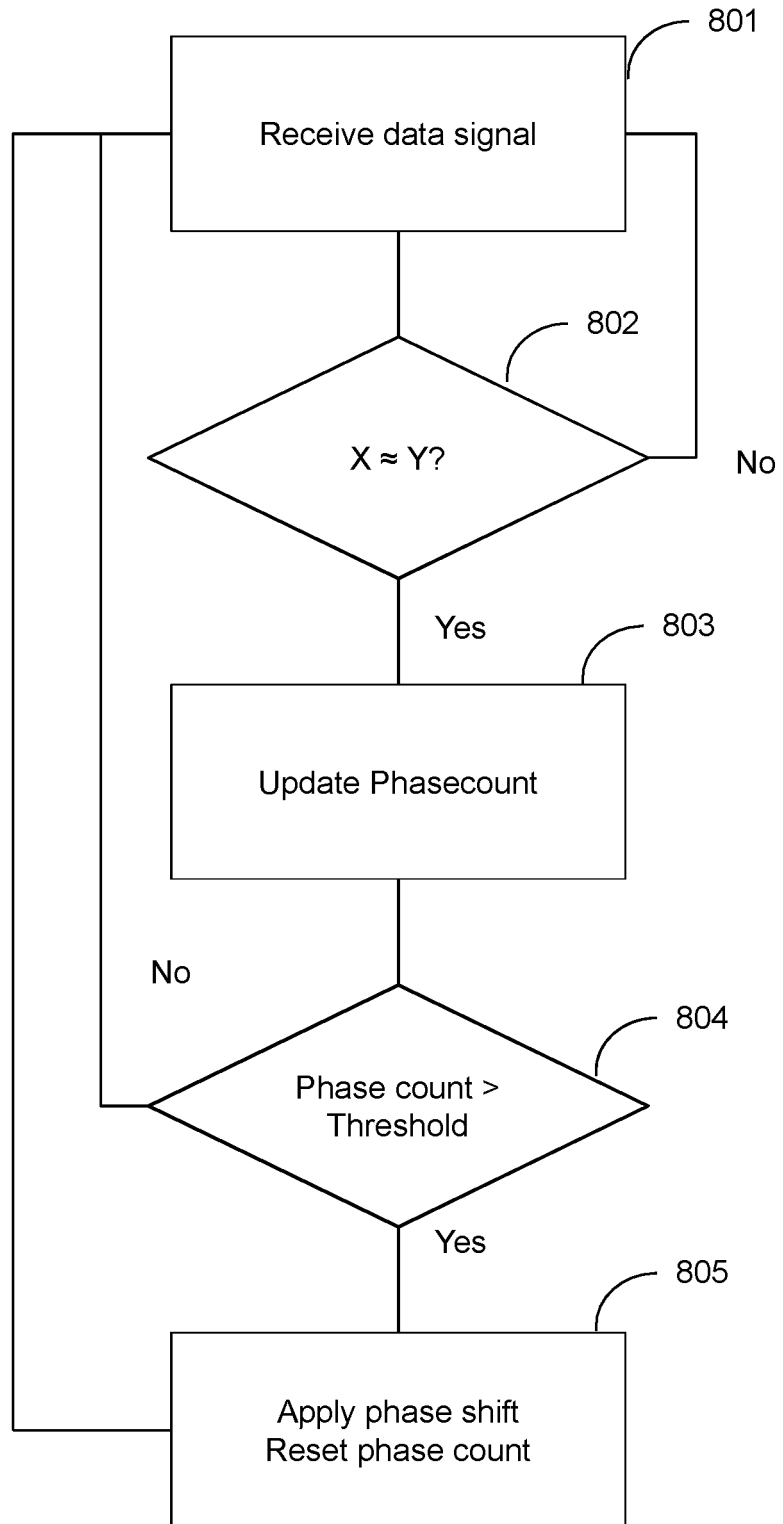 801
Receive data signal
802
X ≈ Y?
No
Yes
803
Update Phasecount
No
804
Phase count >
Threshold
Yes
805
Apply phase shift
Reset phase count